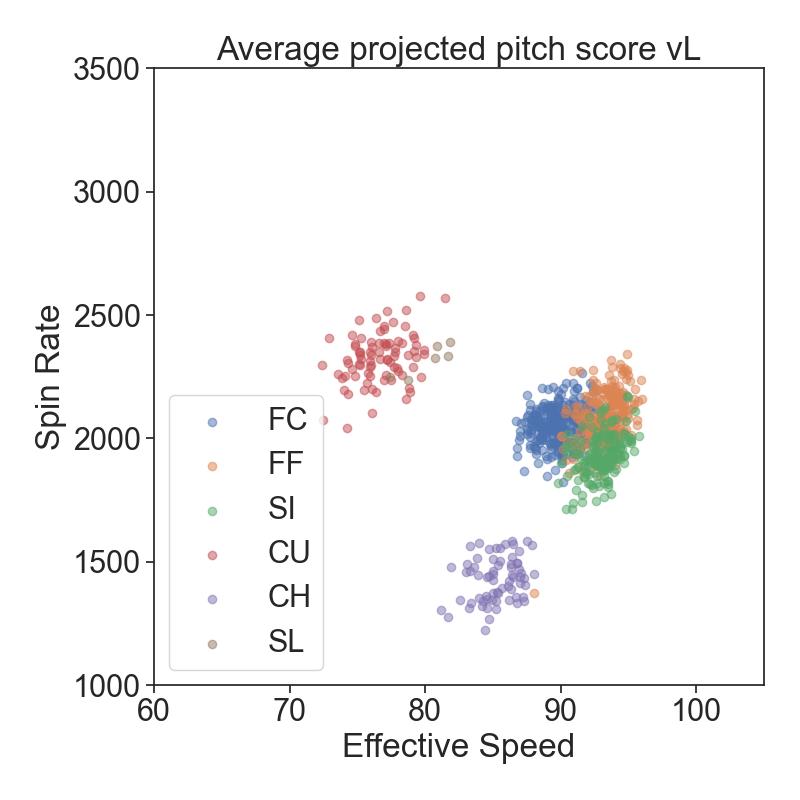 Average projected pitch score vL
3500
3000
2500
2000
1500
1000
Spin Rate
FC
FF
SI
CU
CH
SL
60 70 80 90 100
Effective Speed